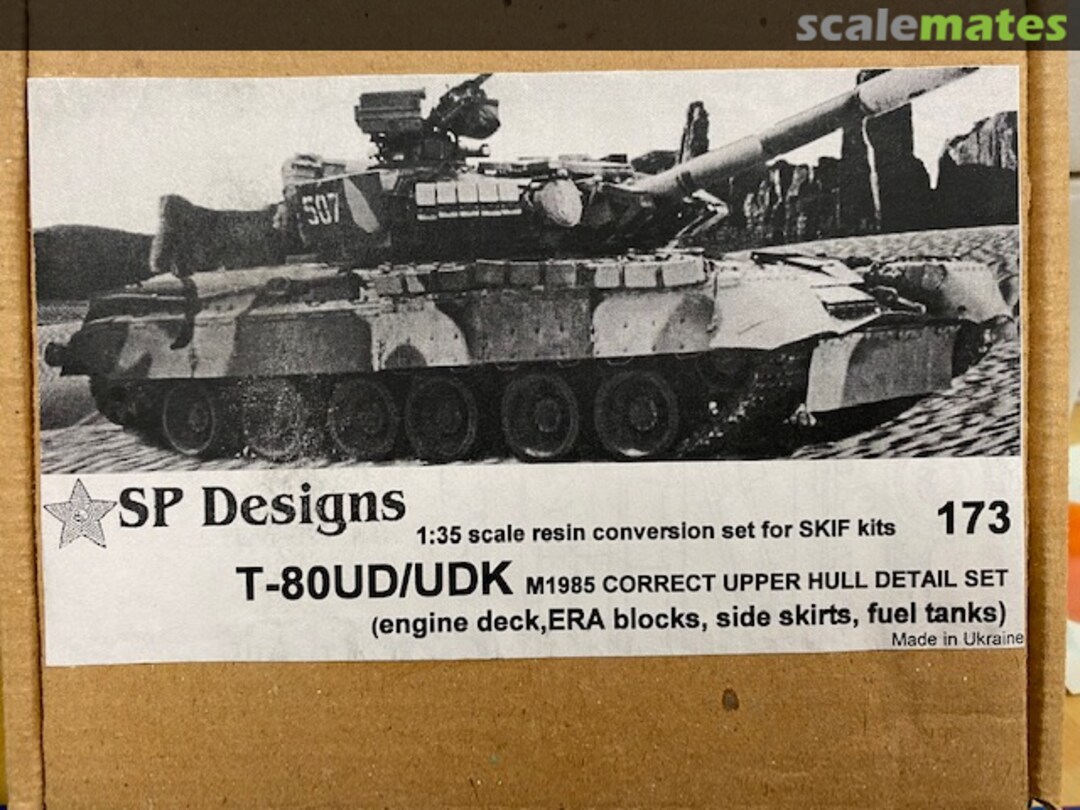 scalemates
507
SP Designs
1:35 scale resin conversion set for SKIF kits
173
T-80UD/UDK M1985 CORRECT UPPER HULL DETAIL SET
(engine deck,ERA blocks, side skirts, fuel tanks)
Made in Ukraine